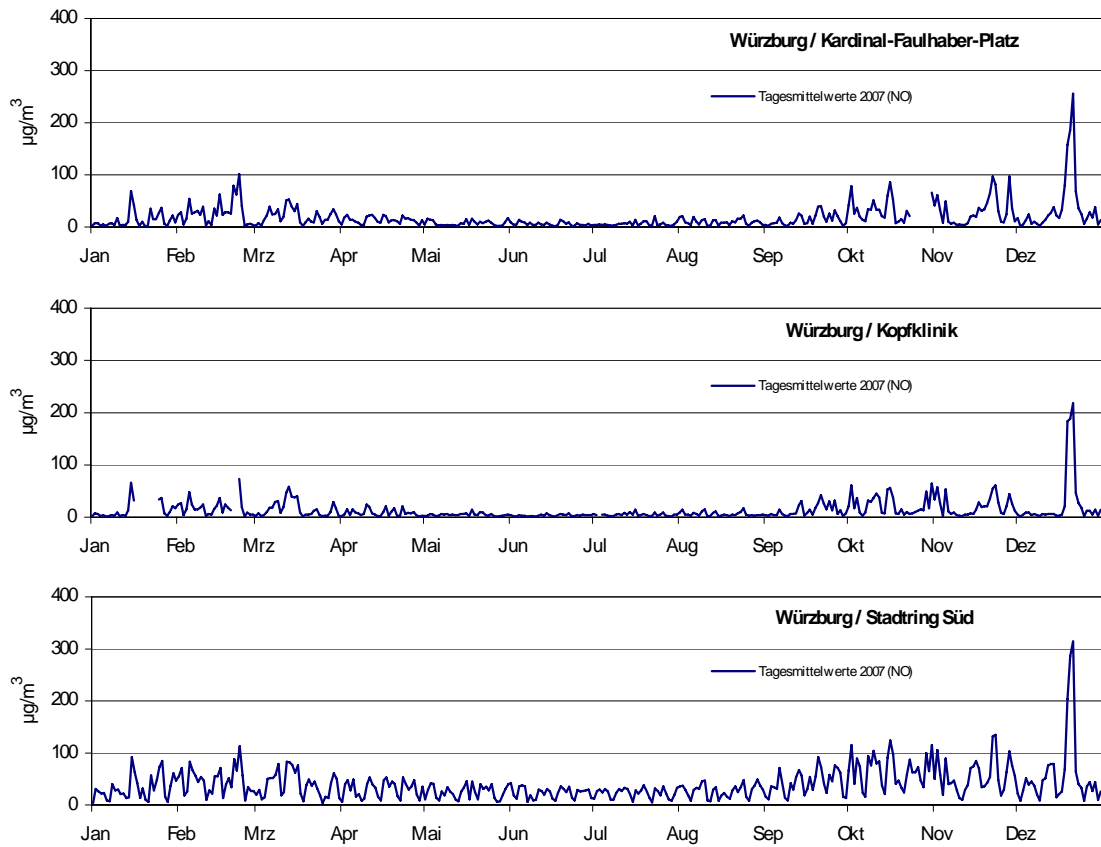 Würzburg / Kardinal-Faulhaber-Platz
Tagesmittelwerte 2007 (NO)
µg/m³
400
300
200
100
0
Jan Feb Mrz Apr Mai Jun Jul Aug Sep Okt Nov Dez
Würzburg / Kopfklinik
Tagesmittelwerte 2007 (NO)
µg/m³
400
300
200
100
0
Jan Feb Mrz Apr Mai Jun Jul Aug Sep Okt Nov Dez
Würzburg / Stadtring Süd
Tagesmittelwerte 2007 (NO)
µg/m³
400
300
200
100
0
Jan Feb Mrz Apr Mai Jun Jul Aug Sep Okt Nov Dez